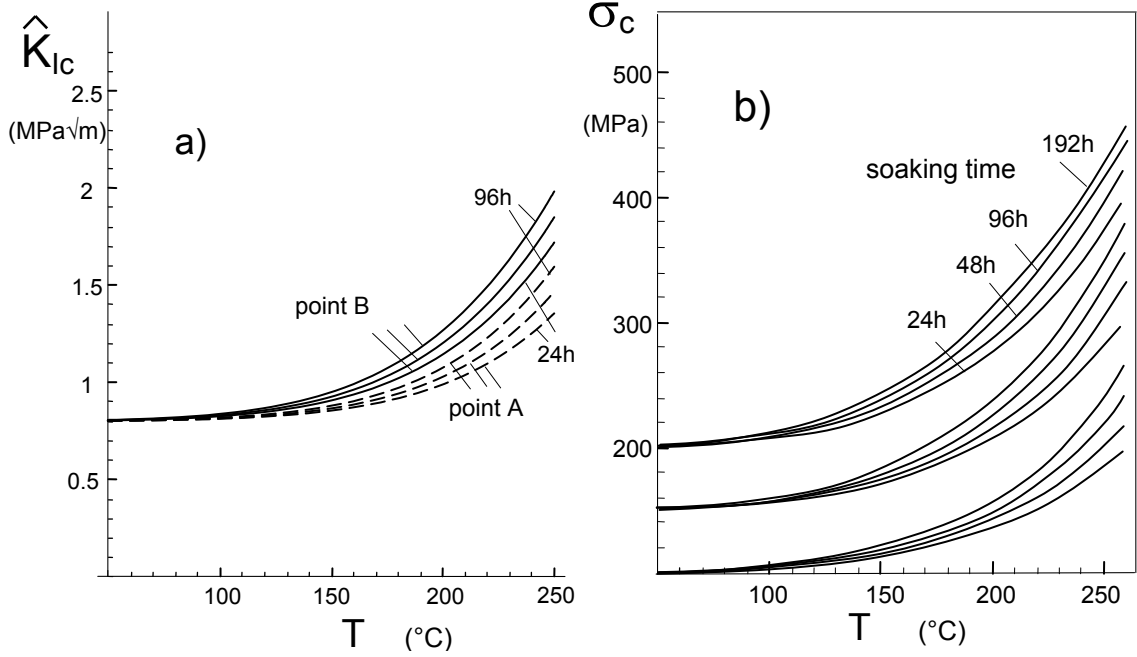 K̂Ic
(MPa√m)
a)
2.5
2
1.5
1
0.5
96h
point B
24h
point A
100
150
200
250
T (°C)
σc
(MPa)
b)
500
400
300
200
soaking time
192h
96h
48h
24h
100
150
200
250
T (°C)